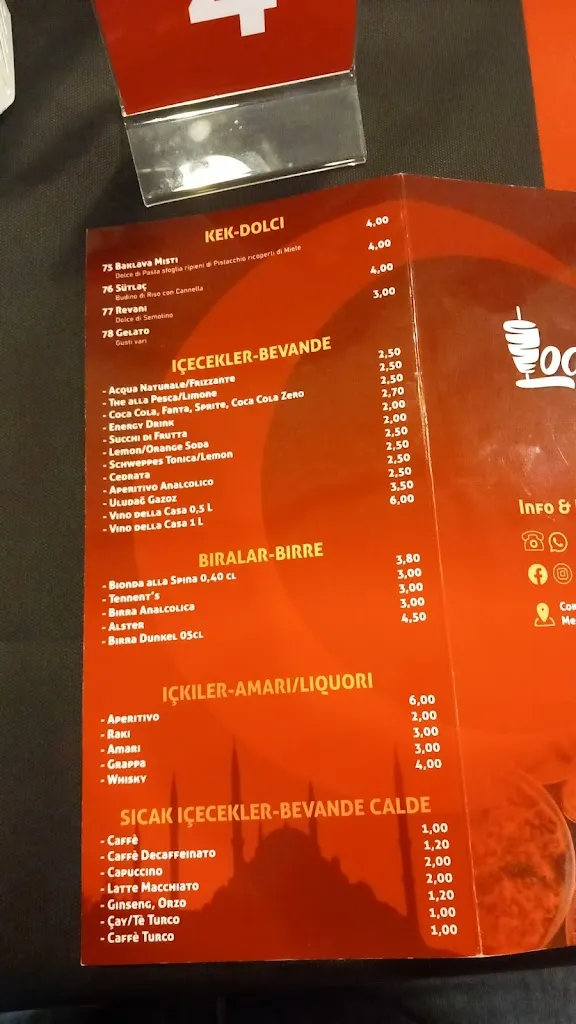 4
KEK-DOLCI
75 Baklava Misti 4,00
Dolce di Pasta sfoglia ripieni di Pistacchio ricoperti di Miele
76 Sütlaç 4,00
Budino di Riso con Cannella
77 Revani 4,00
Dolce di Semolino
78 Gelato 3,00
Gusti vari
IÇECEKLER-BEVANDE
- Acqua Naturale/Frizzante 2,50
- The alla Pesca/Limone 2,50
- Coca Cola, Fanta, Sprite, Coca Cola Zero 2,50
- Energy Drink 2,70
- Succhi di Frutta 2,00
- Lemon/Orange Soda 2,00
- Schweppes Tonica/Lemon 2,50
- Cedrata 2,50
- Aperitivo Analcolico 2,50
- Uludağ Gazoz 2,50
- Vino della Casa 0,5 L 3,50
- Vino della Casa 1 L 6,00
BIRALAR-BIRRE
- Bionda alla Spina 0,40 cl 3,80
- Tennent's 3,00
- Birra Analcolica 3,00
- Alster 3,00
- Birra Dunkel 05cl 4,50
IÇKILER-AMARI/LIQUORI
- Aperitivo 6,00
- Raki 2,00
- Amari 3,00
- Grappa 3,00
- Whisky 4,00
SICAK IÇECEKLER-BEVANDE CALDE
- Caffè 1,00
- Caffè Decaffeinato 1,20
- Capuccino 2,00
- Latte Macchiato 2,00
- Ginseng, Orzo 1,20
- Çay/Tè Turco 1,00
- Caffè Turco 1,00
Info &